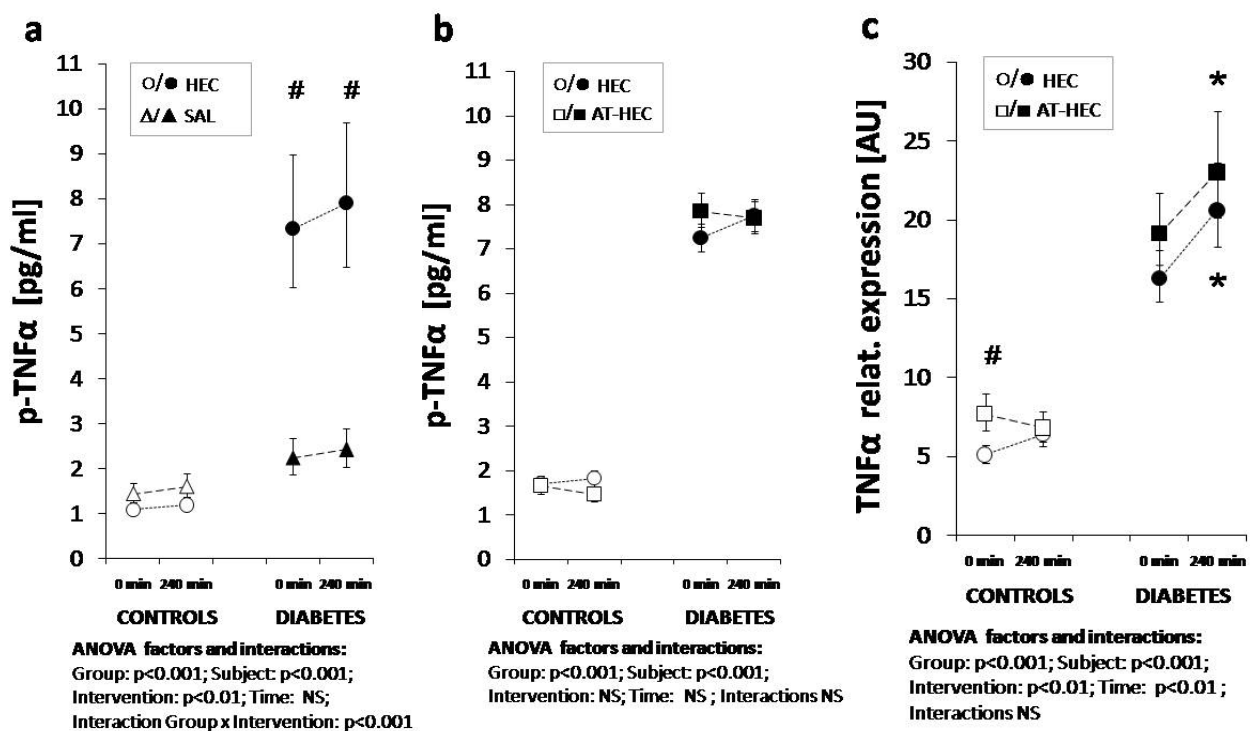 a
11
10
9
8
7
6
5
4
3
2
1
0
p-TNFα [pg/ml]
○/● HEC
△/▲ SAL
# #
0 min 240 min 0 min 240 min
CONTROLS DIABETES
ANOVA factors and interactions:
Group: p<0.001; Subject: p<0.001;
Intervention: p<0.01; Time: NS;
Interaction Group x Intervention: p<0.001
b
11
10
9
8
7
6
5
4
3
2
1
0
p-TNFα [pg/ml]
○/● HEC
□/■ AT-HEC
0 min 240 min 0 min 240 min
CONTROLS DIABETES
ANOVA factors and interactions:
Group: p<0.001; Subject: p<0.001;
Intervention: NS; Time: NS ; Interactions NS
c
30
25
20
15
10
5
0
TNFα relat. expression [AU]
○/● HEC
□/■ AT-HEC
*
*
#
0 min 240 min 0 min 240 min
CONTROLS DIABETES
ANOVA factors and interactions:
Group: p<0.001; Subject: p<0.001;
Intervention: p<0.01; Time: p<0.01 ;
Interactions NS